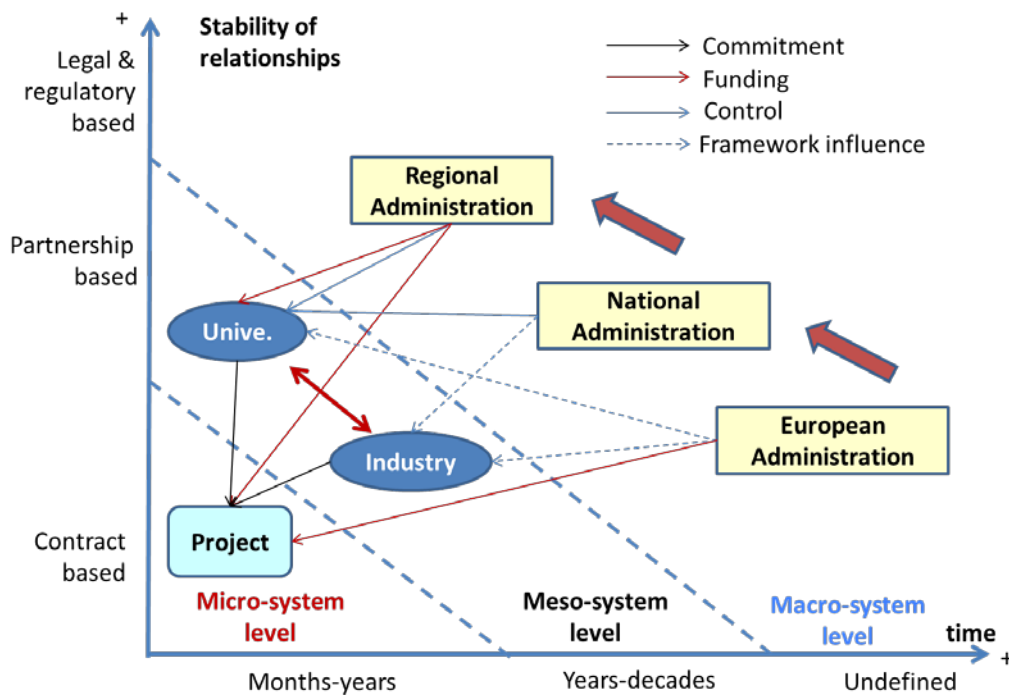 +
Stability of
relationships
Legal &
regulatory
based
Commitment
Funding
Control
Framework influence
Regional
Administration
Partnership
based
National
Administration
Unive.
European
Administration
Industry
Project
Contract
based
Micro-system
level
Meso-system
level
Macro-system
level
time
+
Months-years
Years-decades
Undefined